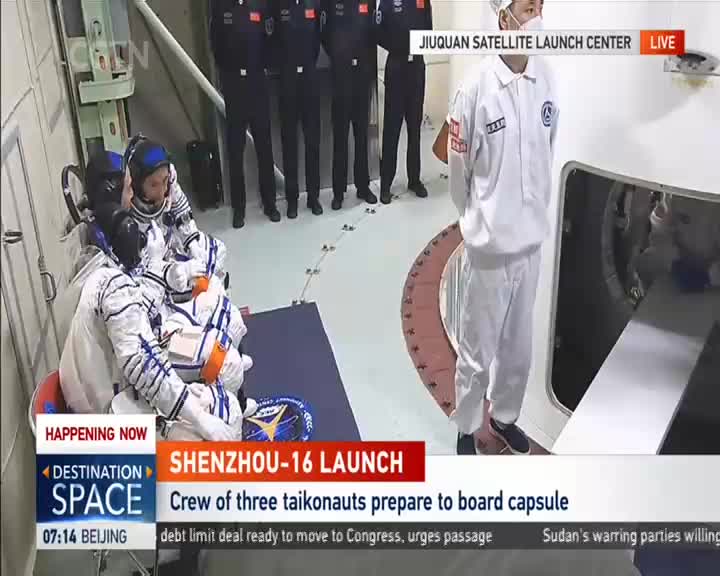 CGTN
JIUQUAN SATELLITE LAUNCH CENTER LIVE
HAPPENING NOW
DESTINATION
SPACE
SHENZHOU-16 LAUNCH
Crew of three taikonauts prepare to board capsule
07:14 BEIJING debt limit deal ready to move to Congress, urges passage Sudan's warring parties willing